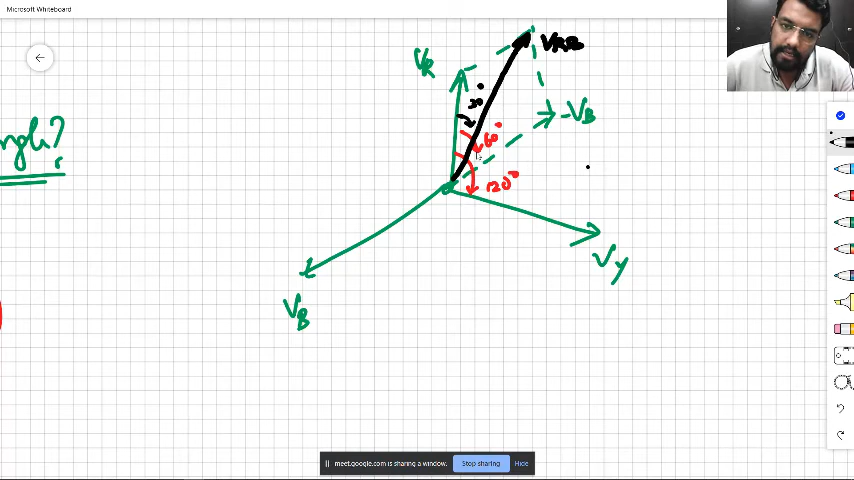 Microsoft Whiteboard
VR
VRB
30°
-VB
60°
120°
ngle?
Vy
VB
meet.google.com is sharing a window.
Stop sharing
Hide